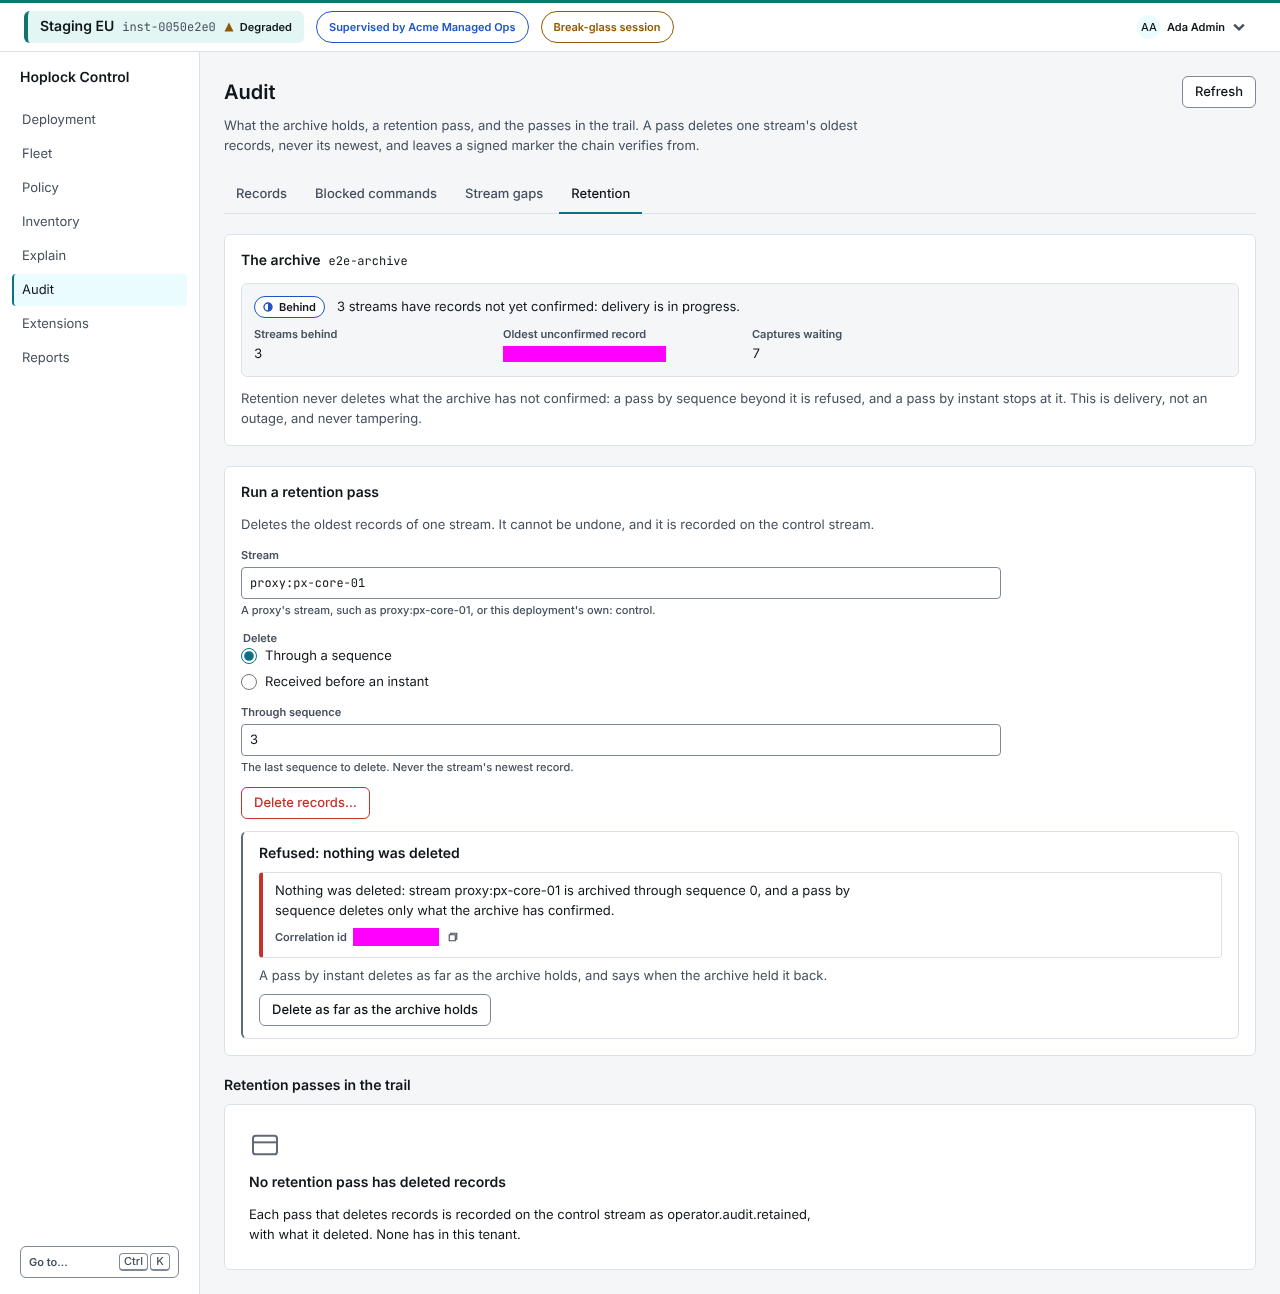 Staging EU inst-0050e2e0 Degraded
Supervised by Acme Managed Ops
Break-glass session
AA Ada Admin
Hoplock Control
Deployment
Fleet
Policy
Inventory
Explain
Audit
Extensions
Reports
Go to...
Ctrl K
Audit
Refresh
What the archive holds, a retention pass, and the passes in the trail. A pass deletes one stream's oldest
records, never its newest, and leaves a signed marker the chain verifies from.
Records Blocked commands Stream gaps Retention
The archive e2e-archive
Behind 3 streams have records not yet confirmed: delivery is in progress.
Streams behind Oldest unconfirmed record Captures waiting
3 7
Retention never deletes what the archive has not confirmed: a pass by sequence beyond it is refused, and a pass by instant stops at it. This is delivery, not an
outage, and never tampering.
Run a retention pass
Deletes the oldest records of one stream. It cannot be undone, and it is recorded on the control stream.
Stream
proxy:px-core-01
A proxy's stream, such as proxy:px-core-01, or this deployment's own: control.
Delete
Through a sequence
Received before an instant
Through sequence
3
The last sequence to delete. Never the stream's newest record.
Delete records...
Refused: nothing was deleted
Nothing was deleted: stream proxy:px-core-01 is archived through sequence 0, and a pass by
sequence deletes only what the archive has confirmed.
Correlation id
A pass by instant deletes as far as the archive holds, and says when the archive held it back.
Delete as far as the archive holds
Retention passes in the trail
No retention pass has deleted records
Each pass that deletes records is recorded on the control stream as operator.audit.retained,
with what it deleted. None has in this tenant.